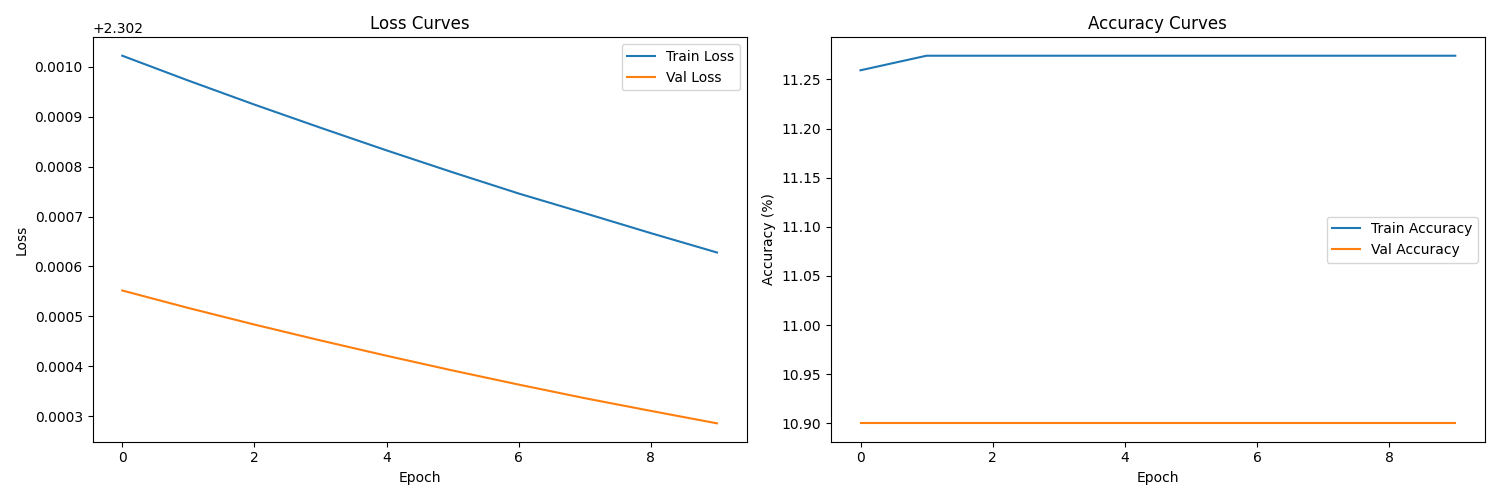 Loss Curves
+2.302
Train Loss
Val Loss
0.0010
0.0009
0.0008
0.0007
0.0006
0.0005
0.0004
0.0003
Loss
0 2 4 6 8
Epoch
Accuracy Curves
Train Accuracy
Val Accuracy
11.25
11.20
11.15
11.10
11.05
11.00
10.95
10.90
Accuracy (%)
0 2 4 6 8
Epoch